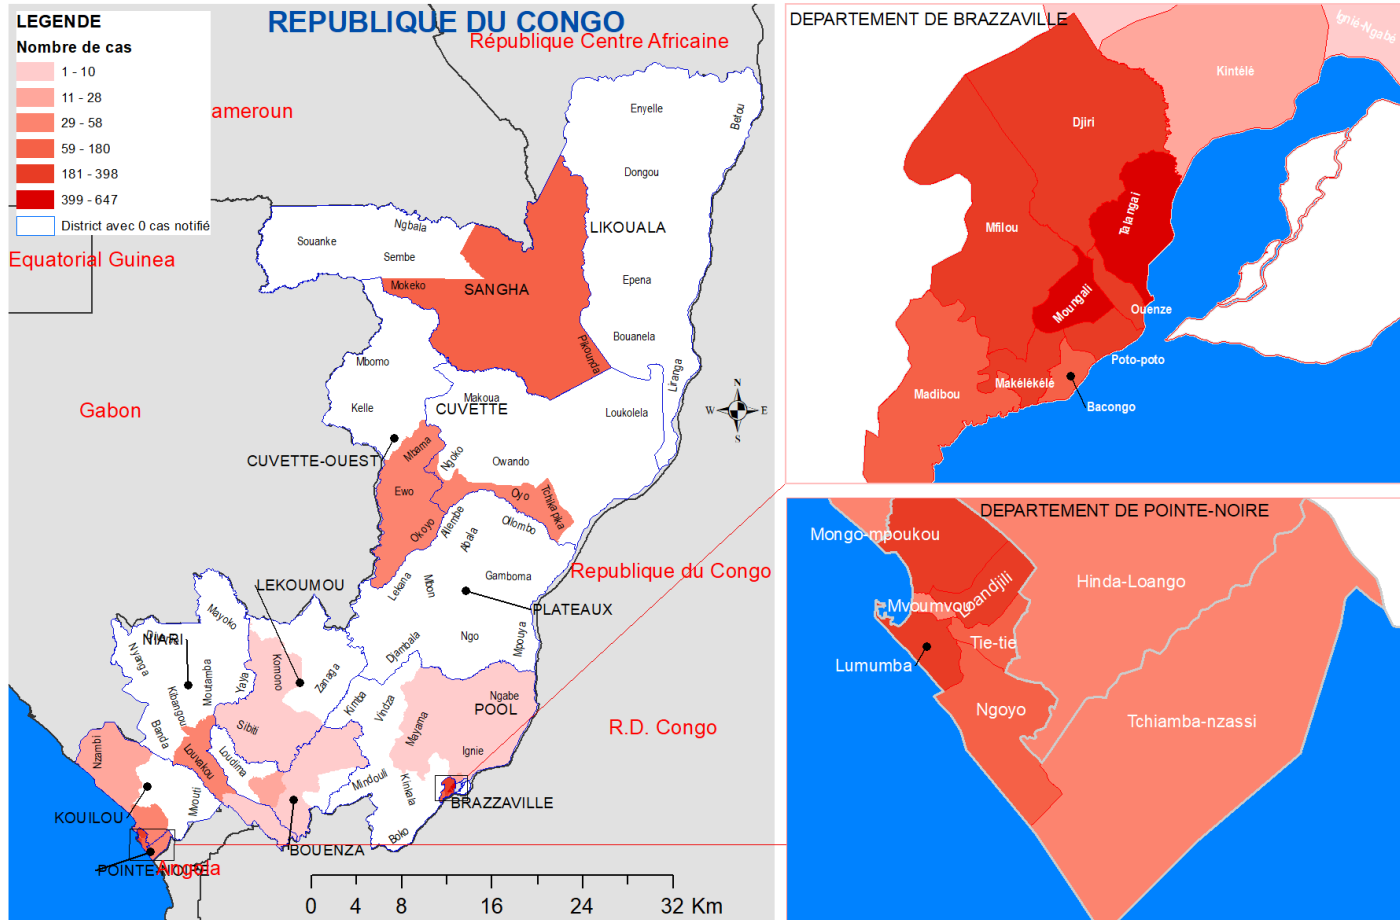 LEGENDE
Nombre de cas
1 - 10
11 - 28
29 - 58
59 - 180
181 - 398
399 - 647
District avec 0 cas notifié
REPUBLIQUE DU CONGO
République Centre Africaine
ameroun
Equatorial Guinea
Gabon
Enyelle
Betou
Dongou
LIKOUALA
Ngbala
Souanke
Sembe
Mokeko
SANGHA
Epena
Bouanela
Pikounda
Liranga
Mbomo
Kelle
Makoua
CUVETTE
Loukolela
N
W
E
S
CUVETTE-OUEST
Mbama
Ngoko
Owando
Ewo
Oyo
Tchikapika
Okoyo
Alembe
Abala
Ollombo
Republique du Congo
LEKOUMOU
Lekana
Mbon
Gamboma
PLATEAUX
Mayoko
NIARI
Nyanga
Moutamba
Yaya
Komono
Zanaga
Djambala
Ngo
Mpouya
Kibangou
Kimba
Vindza
Mayama
Ngabe
POOL
R.D. Congo
Nzambi
Banda
Sibiti
Louvakou
Loudima
Ignie
Mindouli
Kinkala
Mvouti
KOUILOU
BRAZZAVILLE
Boko
BOUENZA
POINTE-NOIRE
Angola
0 4 8 16 24 32 Km
DEPARTEMENT DE BRAZZAVILLE
Ignié-Ngabé
Kintélé
Djiri
Talangai
Mfilou
Moungali
Ouenze
Poto-poto
Makélékélé
Madibou
Bacongo
DEPARTEMENT DE POINTE-NOIRE
Mongo-mpoukou
Hinda-Loango
Loandjili
Mvoumvou
Tie-tie
Lumumba
Ngoyo
Tchiamba-nzassi